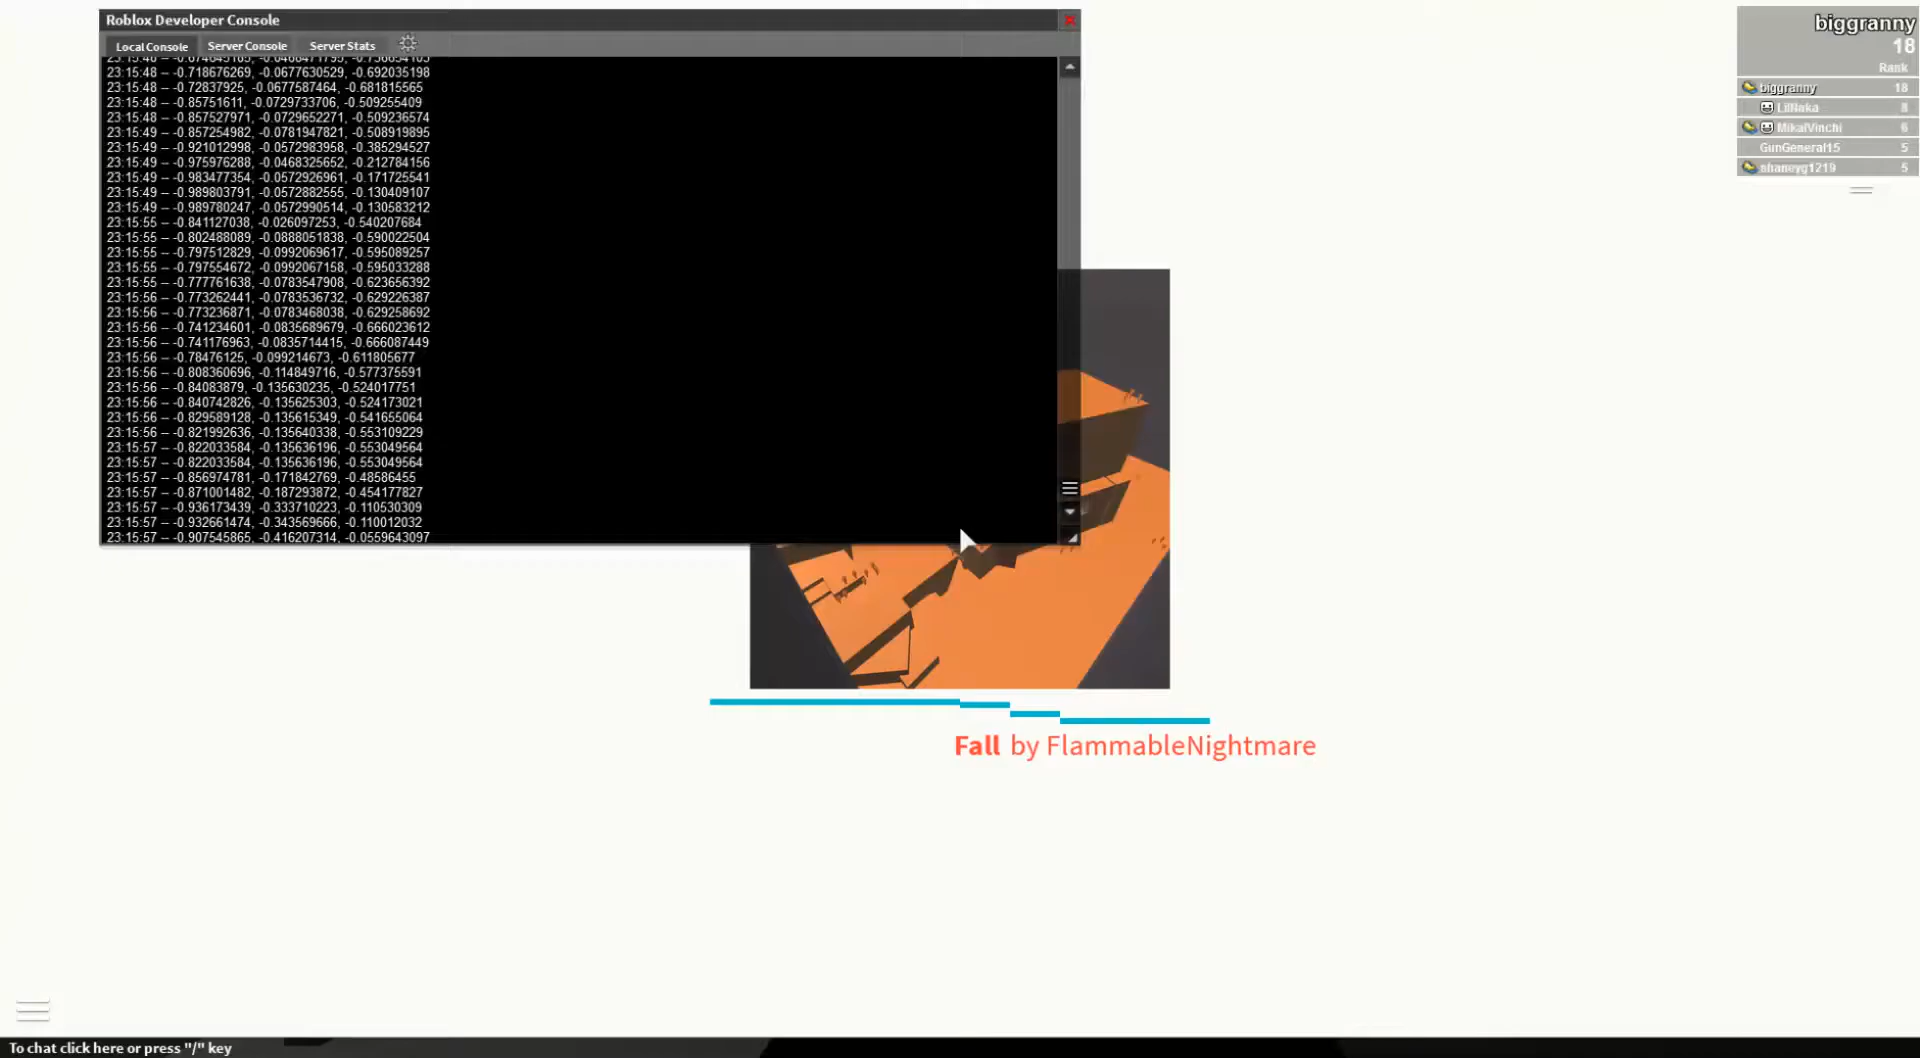 Roblox Developer Console
Local Console Server Console Server Stats
23:15:48 -- -0.718676269, -0.0677630529, -0.692035198
23:15:48 -- -0.72837925, -0.0677587464, -0.681815565
23:15:48 -- -0.85751611, -0.0729733706, -0.509255409
23:15:48 -- -0.857527971, -0.0729652271, -0.509236574
23:15:49 -- -0.857254982, -0.0781947821, -0.508919895
23:15:49 -- -0.921012998, -0.0572983958, -0.385294527
23:15:49 -- -0.975976288, -0.0468325652, -0.212784156
23:15:49 -- -0.983477354, -0.0572926961, -0.171725541
23:15:49 -- -0.989803791, -0.0572882555, -0.130409107
23:15:49 -- -0.989780247, -0.0572990514, -0.130583212
23:15:55 -- -0.841127038, -0.026097253, -0.540207684
23:15:55 -- -0.802488089, -0.0888051838, -0.590022504
23:15:55 -- -0.797512829, -0.0992069617, -0.595089257
23:15:55 -- -0.797554672, -0.0992067158, -0.595033288
23:15:55 -- -0.777761638, -0.0783547908, -0.623656392
23:15:56 -- -0.773262441, -0.0783536732, -0.629226387
23:15:56 -- -0.773236871, -0.0783468038, -0.629258692
23:15:56 -- -0.741234601, -0.0835689679, -0.666023612
23:15:56 -- -0.741176963, -0.0835714415, -0.666087449
23:15:56 -- -0.78476125, -0.099214673, -0.611805677
23:15:56 -- -0.808360696, -0.114849716, -0.577375591
23:15:56 -- -0.84083879, -0.135630235, -0.524017751
23:15:56 -- -0.840742826, -0.135625303, -0.524173021
23:15:56 -- -0.829589128, -0.135615349, -0.541655064
23:15:56 -- -0.821992636, -0.135640338, -0.553109229
23:15:57 -- -0.822033584, -0.135636196, -0.553049564
23:15:57 -- -0.822033584, -0.135636196, -0.553049564
23:15:57 -- -0.856974781, -0.171842769, -0.48586455
23:15:57 -- -0.871001482, -0.187293872, -0.454177827
23:15:57 -- -0.936173439, -0.333710223, -0.110530309
23:15:57 -- -0.932661474, -0.343569666, -0.110012032
23:15:57 -- -0.907545865, -0.416207314, -0.0559643097
biggranny
18
Rank
biggranny 18
LilNaka 8
MikalVinchi 6
GunGeneral15 5
shaneyg1219 5
Fall by FlammableNightmare
To chat click here or press "/" key